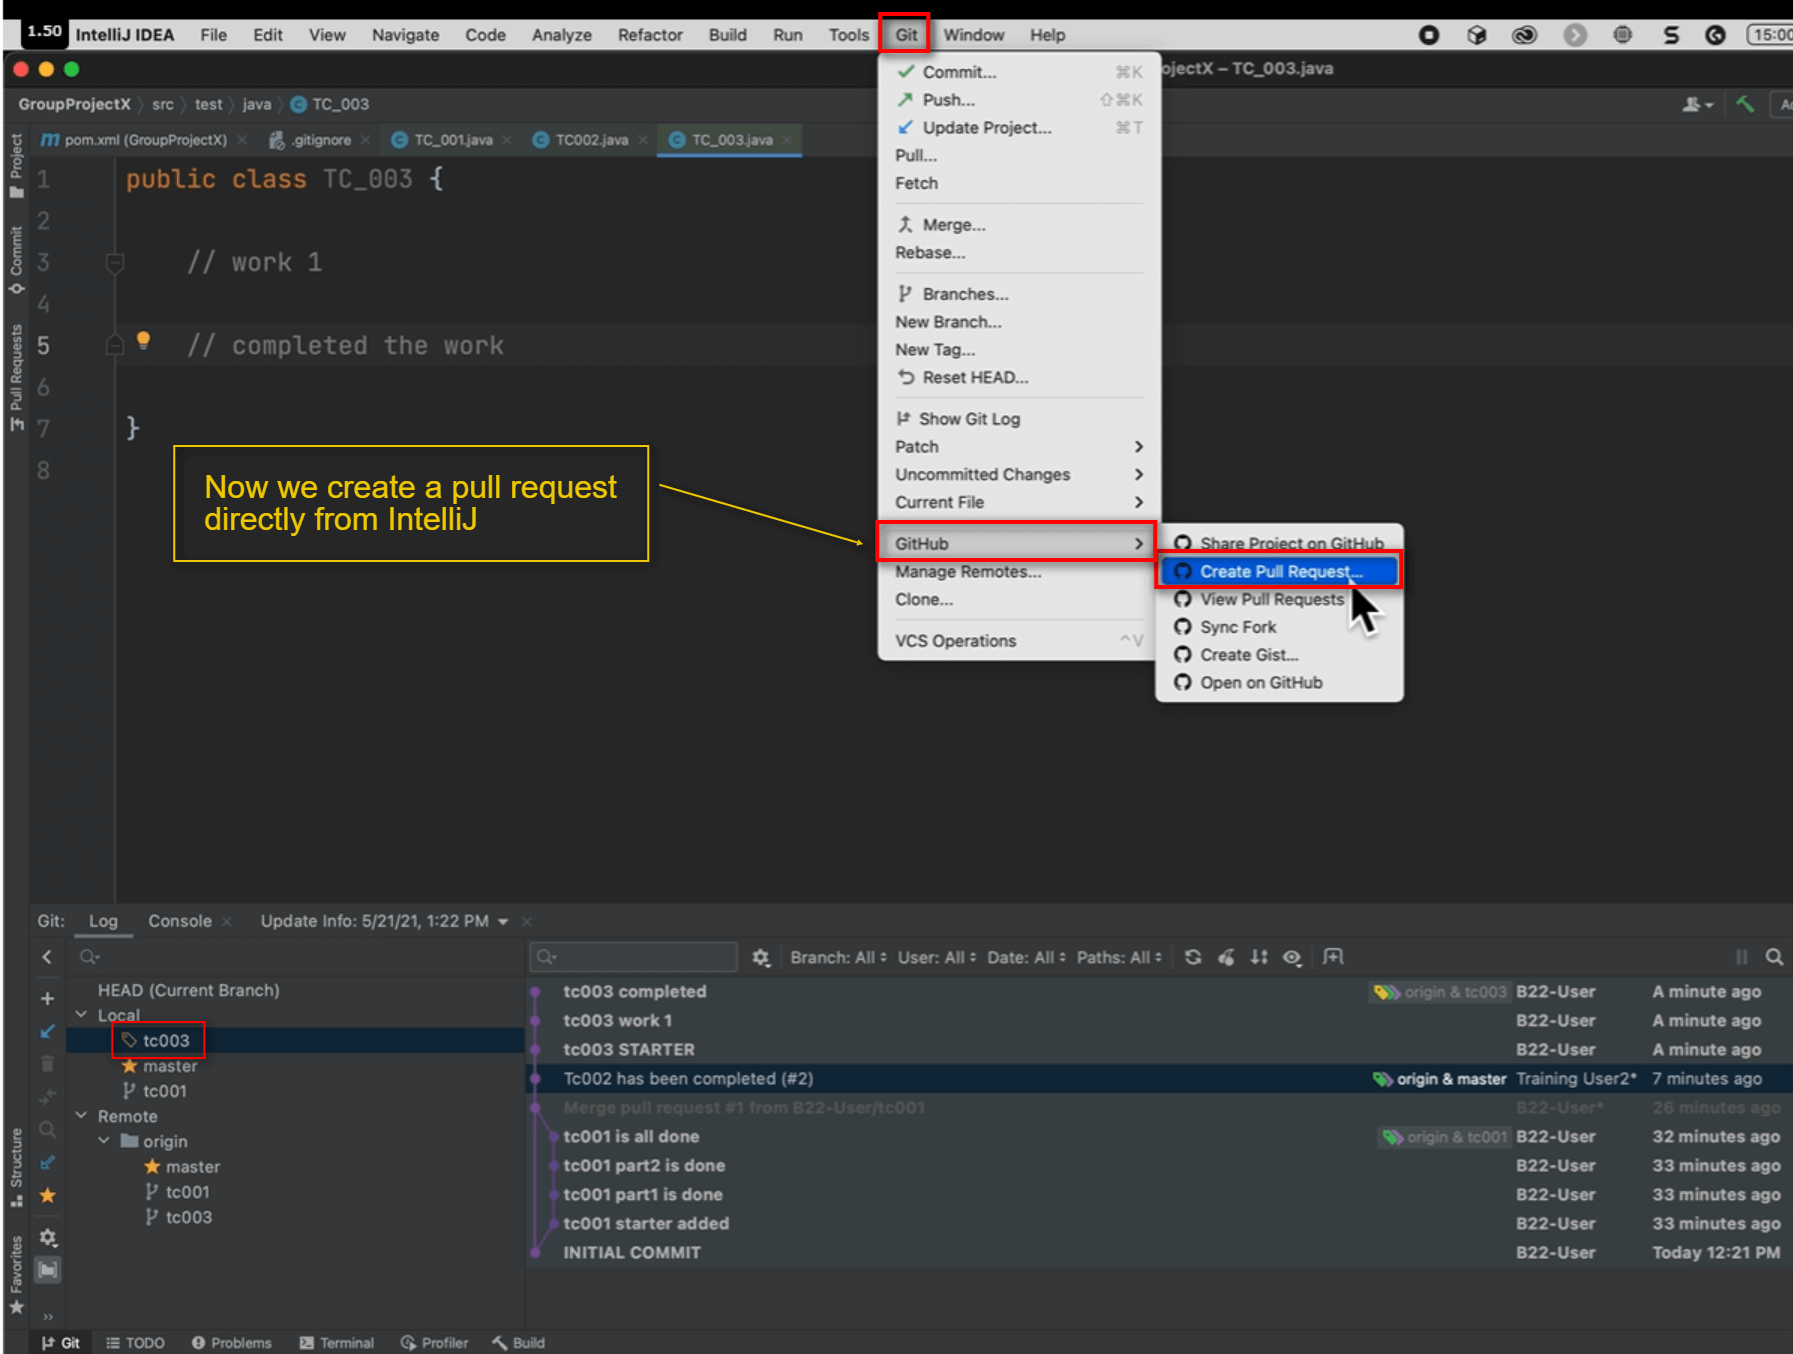 1.50 IntelliJ IDEA File Edit View Navigate Code Analyze Refactor Build Run Tools Git Window Help
ojectX – TC_003.java
GroupProjectX src test java TC_003
pom.xml (GroupProjectX) .gitignore TC_001.java TC002.java TC_003.java
Project
Commit
Pull Requests
1 public class TC_003 {
2
3 // work 1
4
5 // completed the work
6
7 }
8
Now we create a pull request
directly from IntelliJ
Commit... ⌘K
Push... ⇧⌘K
Update Project... ⌘T
Pull...
Fetch
Merge...
Rebase...
Branches...
New Branch...
New Tag...
Reset HEAD...
Show Git Log
Patch
Uncommitted Changes
Current File
GitHub
Manage Remotes...
Clone...
VCS Operations ^V
Share Project on GitHub
Create Pull Request...
View Pull Requests
Sync Fork
Create Gist...
Open on GitHub
Git: Log Console Update Info: 5/21/21, 1:22 PM
Branch: All User: All Date: All Paths: All
HEAD (Current Branch)
Local
tc003
master
tc001
Remote
origin
master
tc001
tc003
tc003 completed origin & tc003 B22-User A minute ago
tc003 work 1 B22-User A minute ago
tc003 STARTER B22-User A minute ago
Tc002 has been completed (#2) origin & master Training User2* 7 minutes ago
Merge pull request #1 from B22-User/tc001 B22-User* 26 minutes ago
tc001 is all done origin & tc001 B22-User 32 minutes ago
tc001 part2 is done B22-User 33 minutes ago
tc001 part1 is done B22-User 33 minutes ago
tc001 starter added B22-User 33 minutes ago
INITIAL COMMIT B22-User Today 12:21 PM
Structure
Favorites
Git TODO Problems Terminal Profiler Build